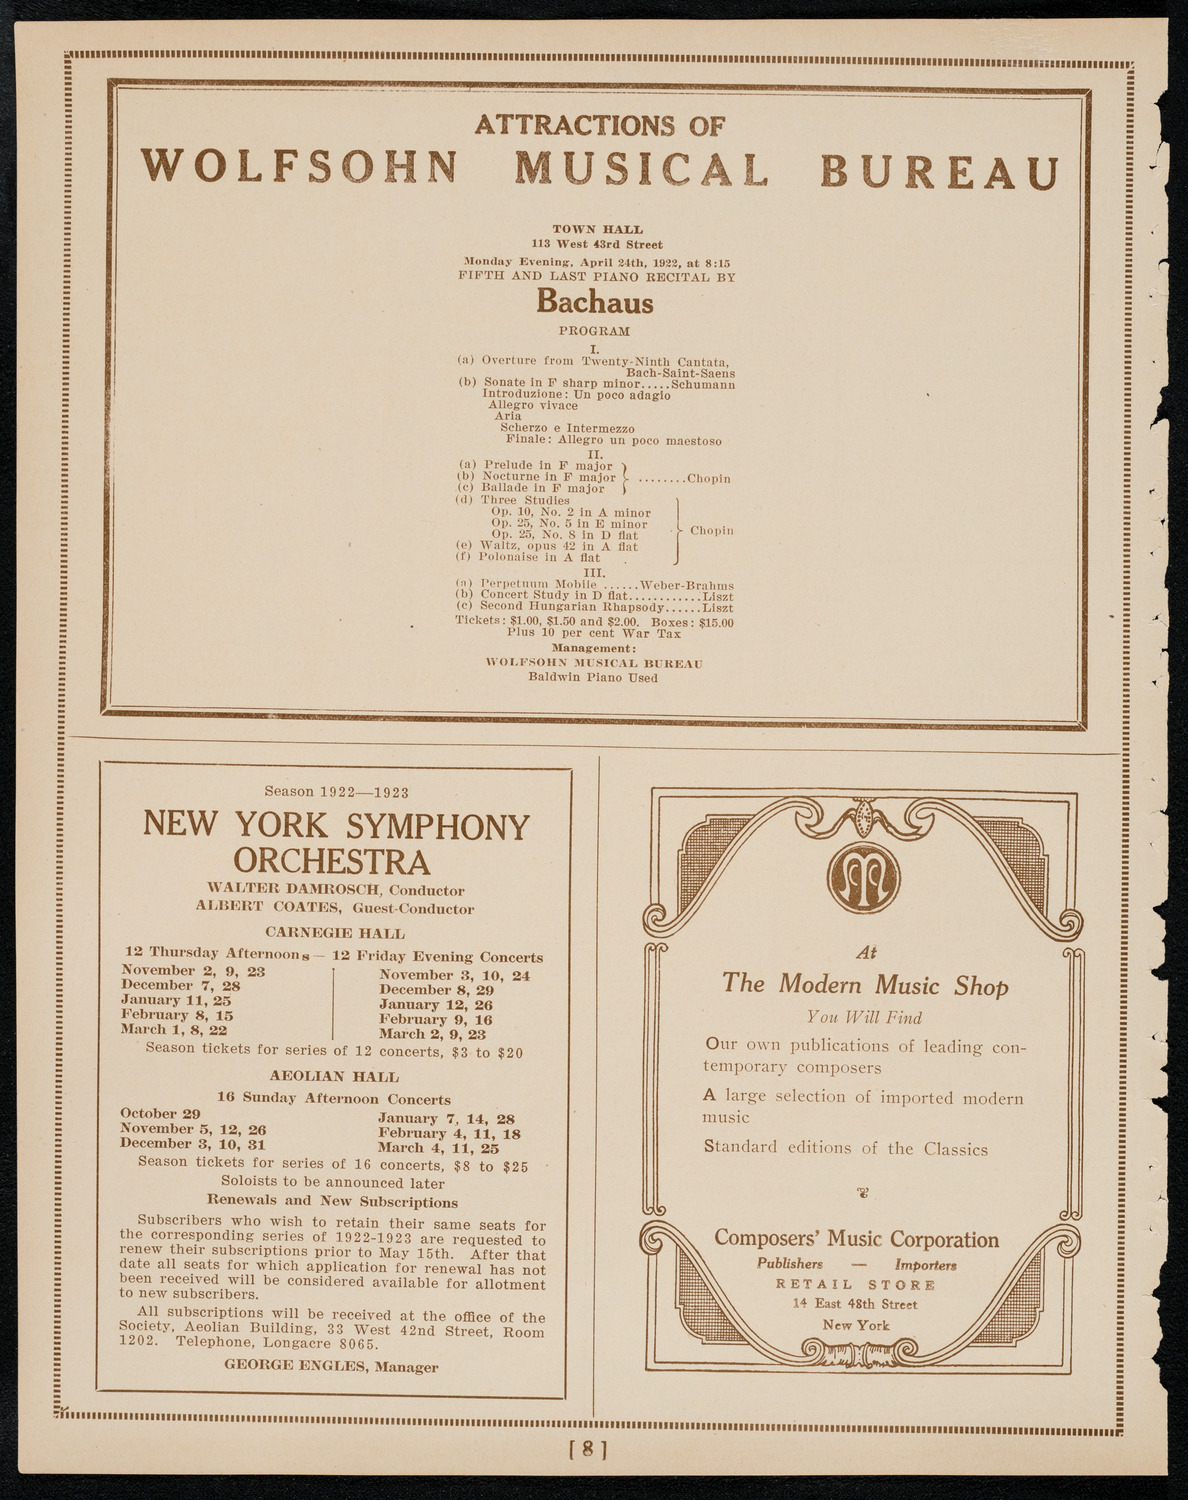 ATTRACTIONS OF
WOLFSOHN MUSICAL BUREAU
TOWN HALL
113 West 43rd Street
Monday Evening, April 24th, 1922, at 8:15
FIFTH AND LAST PIANO RECITAL BY
Bachaus
PROGRAM
I.
(a) Overture from Twenty-Ninth Cantata,
Bach-Saint-Saens
(b) Sonate in F sharp minor.....Schumann
Introduzione: Un poco adagio
Allegro vivace
Aria
Scherzo e Intermezzo
Finale: Allegro un poco maestoso
II.
(a) Prelude in F major
(b) Nocturne in F major } ........Chopin
(c) Ballade in F major
(d) Three Studies
Op. 10, No. 2 in A minor
Op. 25, No. 5 in E minor
Op. 25, No. 8 in D flat } Chopin
(e) Waltz, opus 42 in A flat
(f) Polonaise in A flat
III.
(a) Perpetuum Mobile ......Weber-Brahms
(b) Concert Study in D flat............Liszt
(c) Second Hungarian Rhapsody......Liszt
Tickets: $1.00, $1.50 and $2.00. Boxes: $15.00
Plus 10 per cent War Tax
Management:
WOLFSOHN MUSICAL BUREAU
Baldwin Piano Used
Season 1922—1923
NEW YORK SYMPHONY
ORCHESTRA
WALTER DAMROSCH, Conductor
ALBERT COATES, Guest-Conductor
CARNEGIE HALL
12 Thursday Afternoons — 12 Friday Evening Concerts
November 2, 9, 23 November 3, 10, 24
December 7, 28 December 8, 29
January 11, 25 January 12, 26
February 8, 15 February 9, 16
March 1, 8, 22 March 2, 9, 23
Season tickets for series of 12 concerts, $3 to $20
AEOLIAN HALL
16 Sunday Afternoon Concerts
October 29 January 7, 14, 28
November 5, 12, 26 February 4, 11, 18
December 3, 10, 31 March 4, 11, 25
Season tickets for series of 16 concerts, $8 to $25
Soloists to be announced later
Renewals and New Subscriptions
Subscribers who wish to retain their same seats for
the corresponding series of 1922-1923 are requested to
renew their subscriptions prior to May 15th. After that
date all seats for which application for renewal has not
been received will be considered available for allotment
to new subscribers.
All subscriptions will be received at the office of the
Society, Aeolian Building, 33 West 42nd Street, Room
1202. Telephone, Longacre 8065.
GEORGE ENGLES, Manager
M
At
The Modern Music Shop
You Will Find
Our own publications of leading con-
temporary composers
A large selection of imported modern
music
Standard editions of the Classics
Composers' Music Corporation
Publishers — Importers
RETAIL STORE
14 East 48th Street
New York
[ 8 ]